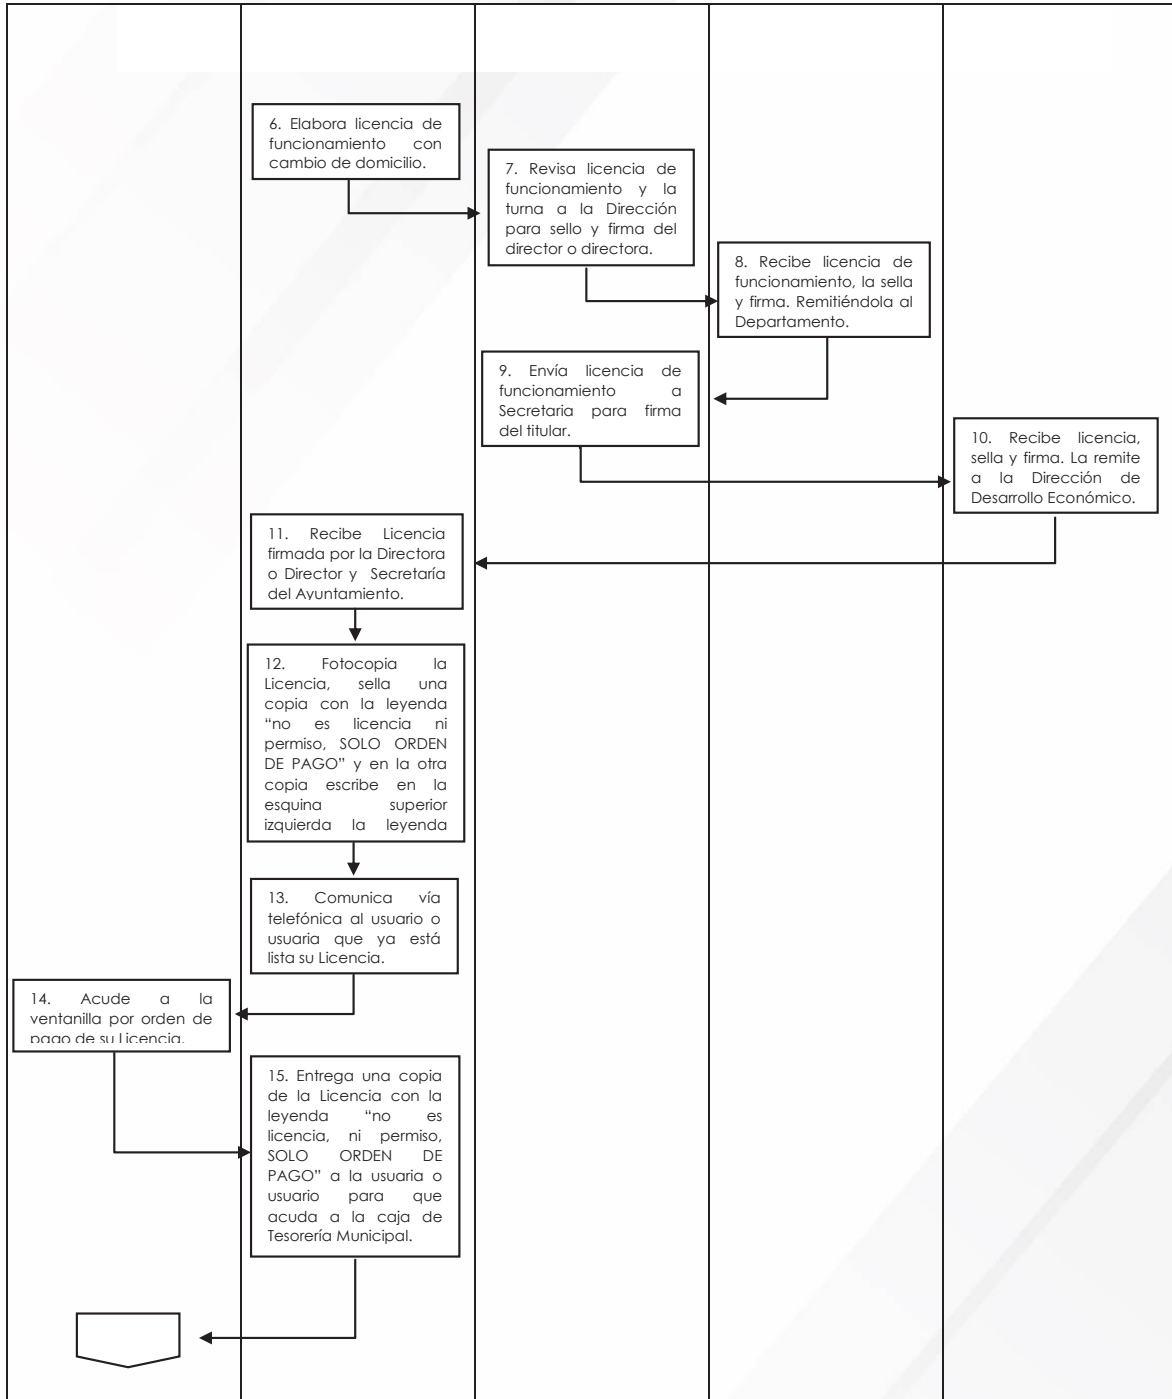 6. Elabora licencia de
funcionamiento con
cambio de domicilio.
7. Revisa licencia de
funcionamiento y la
turna a la Dirección
para sello y firma del
director o directora.
8. Recibe licencia de
funcionamiento, la sella
y firma. Remitiéndola al
Departamento.
9. Envía licencia de
funcionamiento a
Secretaria para firma
del titular.
10. Recibe licencia,
sella y firma. La remite
a la Dirección de
Desarrollo Económico.
11. Recibe Licencia
firmada por la Directora
o Director y Secretaría
del Ayuntamiento.
12. Fotocopia la
Licencia, sella una
copia con la leyenda
“no es licencia ni
permiso, SOLO ORDEN
DE PAGO” y en la otra
copia escribe en la
esquina superior
izquierda la leyenda
13. Comunica vía
telefónica al usuario o
usuaria que ya está
lista su Licencia.
14. Acude a la
ventanilla por orden de
pago de su Licencia.
15. Entrega una copia
de la Licencia con la
leyenda “no es
licencia, ni permiso,
SOLO ORDEN DE
PAGO” a la usuaria o
usuario para que
acuda a la caja de
Tesorería Municipal.